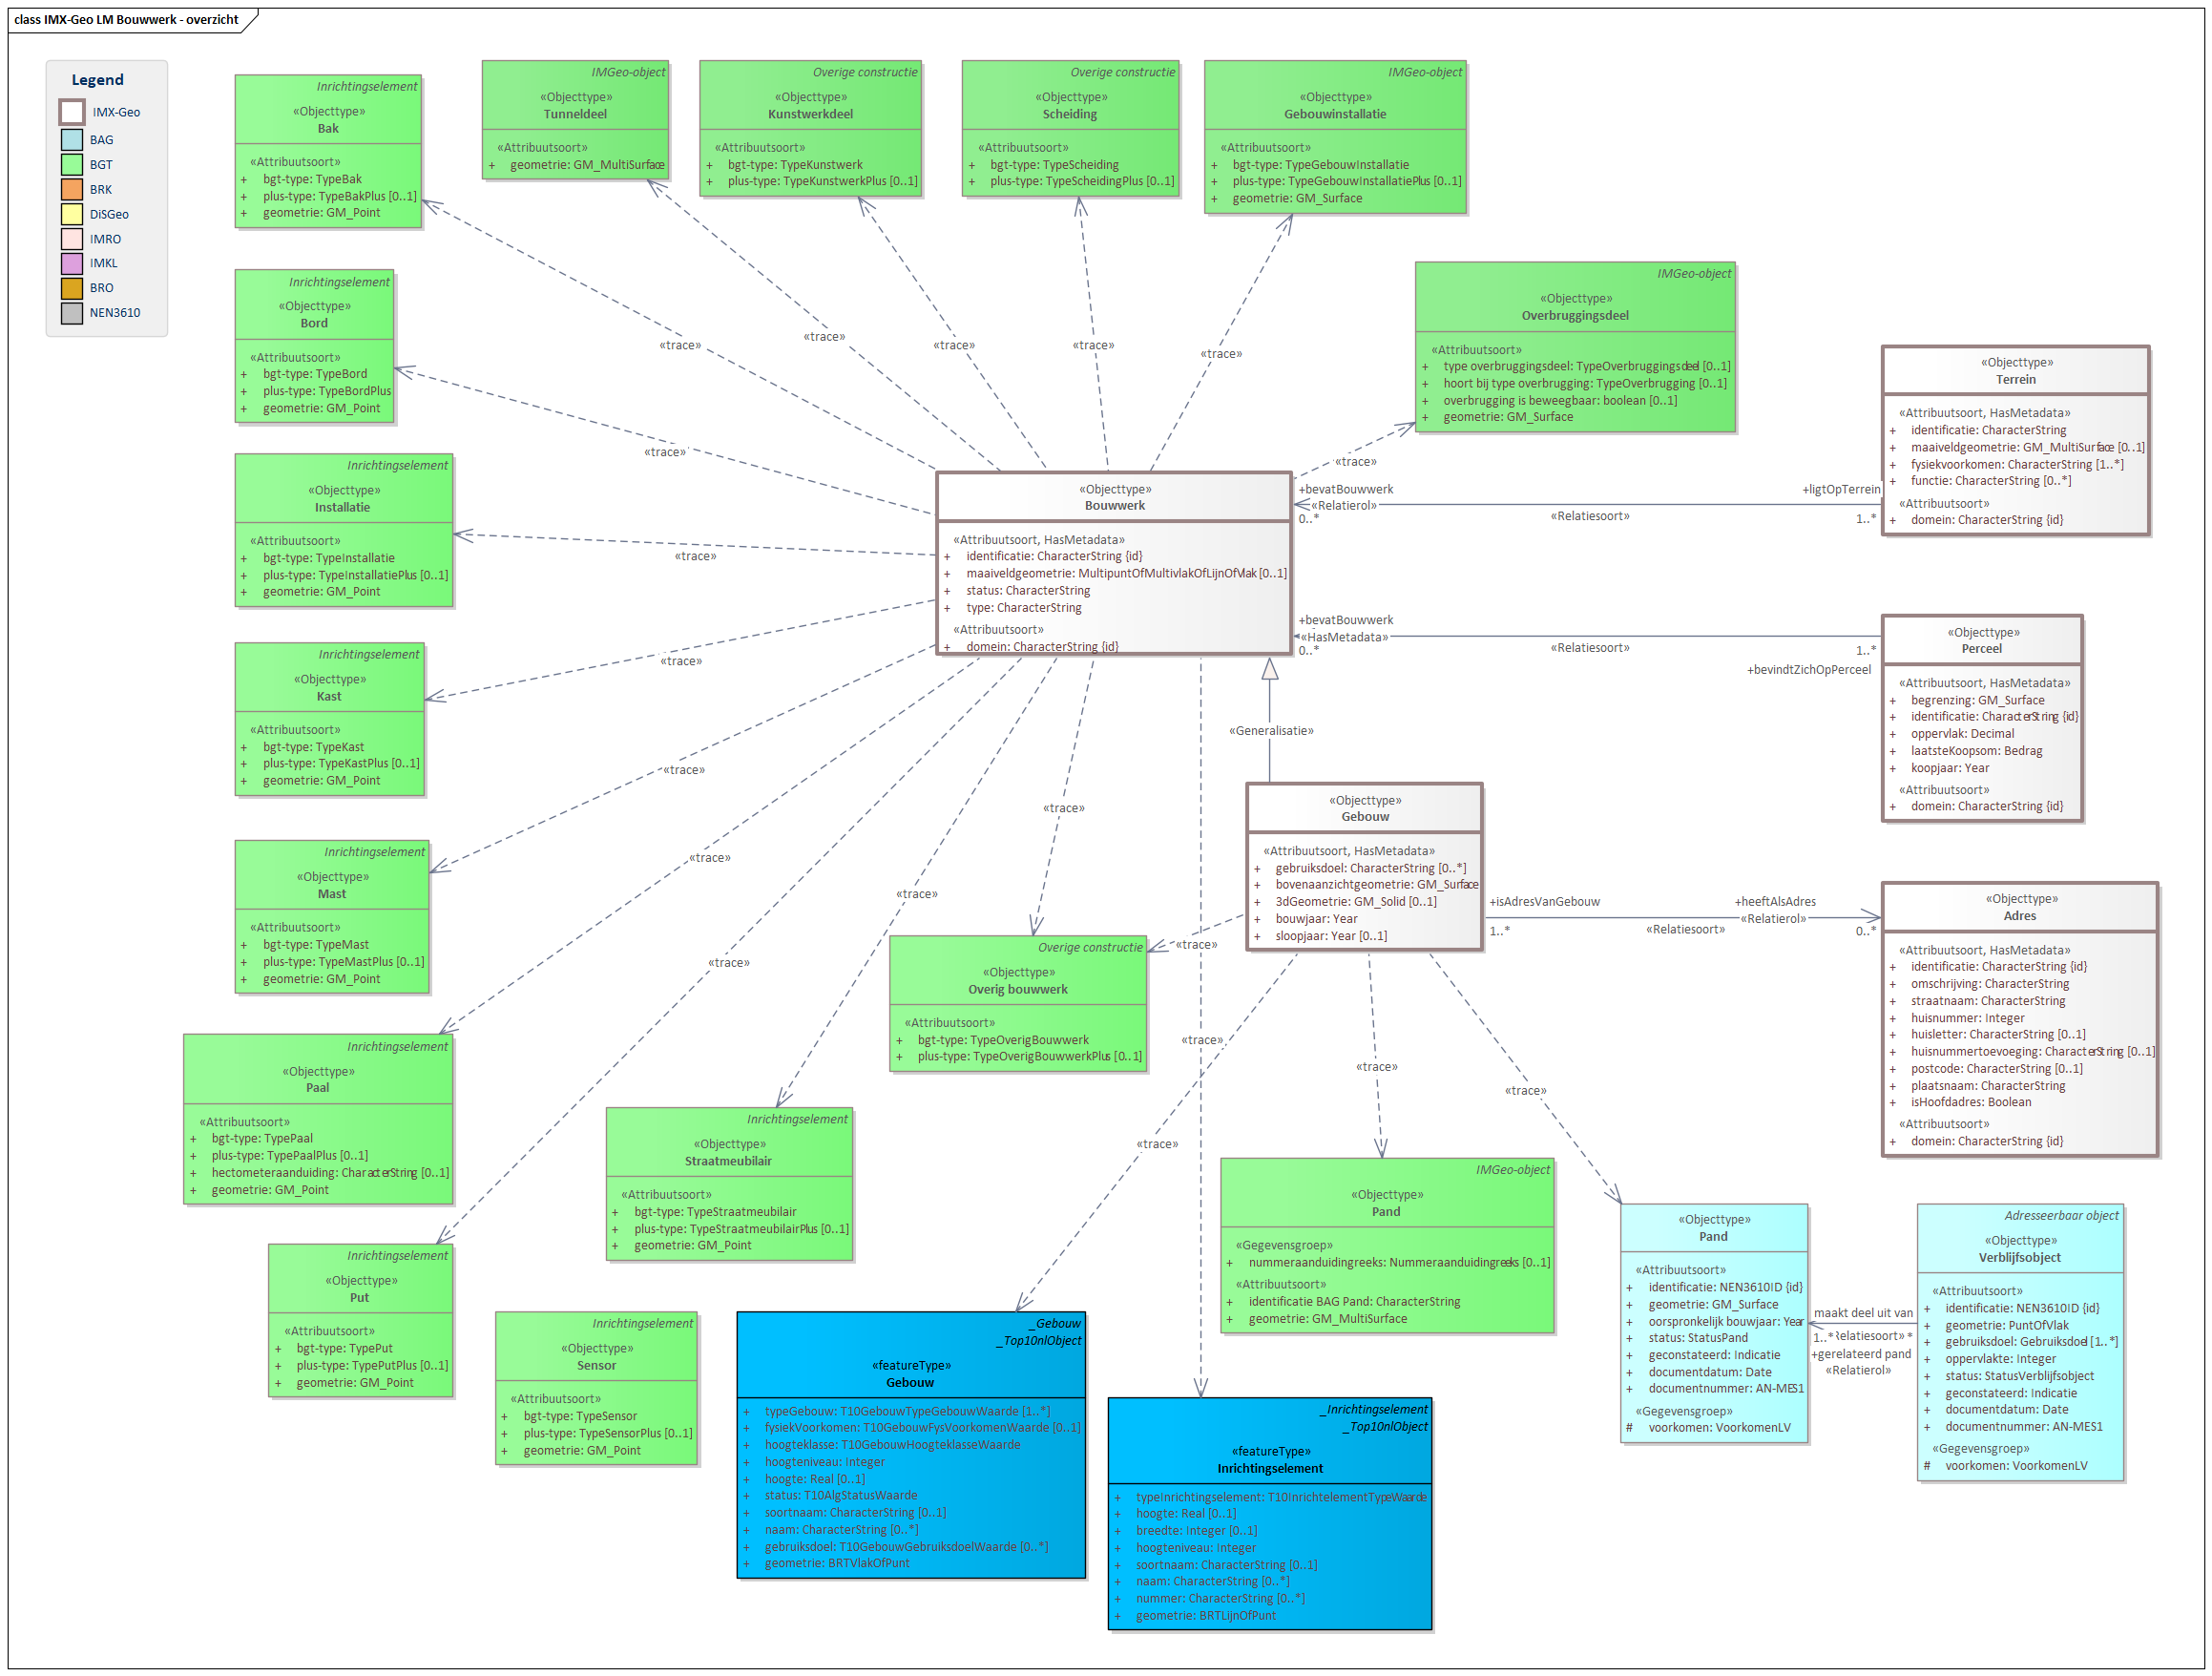 class IMX-Geo LM Bouwwerk - overzicht
Legend
IMX-Geo
BAG
BGT
BRK
DiSGeo
IMRO
IMKL
BRO
NEN3610
Inrichtingselement
«Objecttype»
Bak
«Attribuutsoort»
+ bgt-type: TypeBak
+ plus-type: TypeBakPlus [0..1]
+ geometrie: GM_Point
IMGeo-object
«Objecttype»
Tunneldeel
«Attribuutsoort»
+ geometrie: GM_MultiSurface
Overige constructie
«Objecttype»
Kunstwerkdeel
«Attribuutsoort»
+ bgt-type: TypeKunstwerk
+ plus-type: TypeKunstwerkPlus [0..1]
Overige constructie
«Objecttype»
Scheiding
«Attribuutsoort»
+ bgt-type: TypeScheiding
+ plus-type: TypeScheidingPlus [0..1]
IMGeo-object
«Objecttype»
Gebouwinstallatie
«Attribuutsoort»
+ bgt-type: TypeGebouwInstallatie
+ plus-type: TypeGebouwInstallatiePlus [0..1]
+ geometrie: GM_Surface
IMGeo-object
«Objecttype»
Overbruggingsdeel
«Attribuutsoort»
+ type overbruggingsdeel: TypeOverbruggingsdeel [0..1]
+ hoort bij type overbrugging: TypeOverbrugging [0..1]
+ overbrugging is beweegbaar: boolean [0..1]
+ geometrie: GM_Surface
Inrichtingselement
«Objecttype»
Bord
«Attribuutsoort»
+ bgt-type: TypeBord
+ plus-type: TypeBordPlus
+ geometrie: GM_Point
«trace»
«trace»
«trace»
«trace»
«trace»
«trace»
«trace»
«Objecttype»
Terrein
«Attribuutsoort, HasMetadata»
+ identificatie: CharacterString
+ maaiveldgeometrie: GM_MultiSurface [0..1]
+ fysiekvoorkomen: CharacterString [1..*]
+ functie: CharacterString [0..*]
«Attribuutsoort»
+ domein: CharacterString {id}
Inrichtingselement
«Objecttype»
Installatie
«Attribuutsoort»
+ bgt-type: TypeInstallatie
+ plus-type: TypeInstallatiePlus [0..1]
+ geometrie: GM_Point
«trace»
«Objecttype»
Bouwwerk
«Attribuutsoort, HasMetadata»
+ identificatie: CharacterString {id}
+ maaiveldgeometrie: MultipuntOfMultivlakOfLijnOfVlak [0..1]
+ status: CharacterString
+ type: CharacterString
«Attribuutsoort»
+ domein: CharacterString {id}
+bevatBouwwerk
«Relatierol»
0..*
«Relatiesoort»
+ligtOpTerrein
1..*
+bevatBouwwerk
«HasMetadata»
0..*
«Relatiesoort»
1..*
+bevindtZichOpPerceel
«Objecttype»
Perceel
«Attribuutsoort, HasMetadata»
+ begrenzing: GM_Surface
+ identificatie: CharacterString {id}
+ oppervlak: Decimal
+ laatsteKoopsom: Bedrag
+ koopjaar: Year
«Attribuutsoort»
+ domein: CharacterString {id}
Inrichtingselement
«Objecttype»
Kast
«Attribuutsoort»
+ bgt-type: TypeKast
+ plus-type: TypeKastPlus [0..1]
+ geometrie: GM_Point
«trace»
«trace»
«trace»
«trace»
«trace»
«trace»
«Generalisatie»
«Objecttype»
Gebouw
«Attribuutsoort, HasMetadata»
+ gebruiksdoel: CharacterString [0..*]
+ bovenaanzichtgeometrie: GM_Surface
+ 3dGeometrie: GM_Solid [0..1]
+ bouwjaar: Year
+ sloopjaar: Year [0..1]
+isAdresVanGebouw
1..*
«Relatiesoort»
+heeftAlsAdres
«Relatierol»
0..*
«Objecttype»
Adres
«Attribuutsoort, HasMetadata»
+ identificatie: CharacterString {id}
+ omschrijving: CharacterString
+ straatnaam: CharacterString
+ huisnummer: Integer
+ huisletter: CharacterString [0..1]
+ huisnummertoevoeging: CharacterString [0..1]
+ postcode: CharacterString [0..1]
+ plaatsnaam: CharacterString
+ isHoofdadres: Boolean
«Attribuutsoort»
+ domein: CharacterString {id}
Inrichtingselement
«Objecttype»
Mast
«Attribuutsoort»
+ bgt-type: TypeMast
+ plus-type: TypeMastPlus [0..1]
+ geometrie: GM_Point
Overige constructie
«Objecttype»
Overig bouwwerk
«Attribuutsoort»
+ bgt-type: TypeOverigBouwwerk
+ plus-type: TypeOverigBouwwerkPlus [0..1]
«trace»
«trace»
«trace»
«trace»
«trace»
Inrichtingselement
«Objecttype»
Paal
«Attribuutsoort»
+ bgt-type: TypePaal
+ plus-type: TypePaalPlus [0..1]
+ hectometeraanduiding: CharacterString [0..1]
+ geometrie: GM_Point
Inrichtingselement
«Objecttype»
Straatmeubilair
«Attribuutsoort»
+ bgt-type: TypeStraatmeubilair
+ plus-type: TypeStraatmeubilairPlus [0..1]
+ geometrie: GM_Point
IMGeo-object
«Objecttype»
Pand
«Gegevensgroep»
+ nummeraanduidingreeks: Nummeraanduidingreeks [0..1]
«Attribuutsoort»
+ identificatie BAG Pand: CharacterString
+ geometrie: GM_MultiSurface
«Objecttype»
Pand
«Attribuutsoort»
+ identificatie: NEN3610ID {id}
+ geometrie: GM_Surface
+ oorspronkelijk bouwjaar: Year
+ status: StatusPand
+ geconstateerd: Indicatie
+ documentdatum: Date
+ documentnummer: AN-MES1
«Gegevensgroep»
# voorkomen: VoorkomenLV
maakt deel uit van
1..*
«Relatiesoort» *
+gerelateerd pand
«Relatierol»
Adresseerbaar object
«Objecttype»
Verblijfsobject
«Attribuutsoort»
+ identificatie: NEN3610ID {id}
+ geometrie: PuntOfVlak
+ gebruiksdoel: Gebruiksdoel [1..*]
+ oppervlakte: Integer
+ status: StatusVerblijfsobject
+ geconstateerd: Indicatie
+ documentdatum: Date
+ documentnummer: AN-MES1
«Gegevensgroep»
# voorkomen: VoorkomenLV
Inrichtingselement
«Objecttype»
Put
«Attribuutsoort»
+ bgt-type: TypePut
+ plus-type: TypePutPlus [0..1]
+ geometrie: GM_Point
Inrichtingselement
«Objecttype»
Sensor
«Attribuutsoort»
+ bgt-type: TypeSensor
+ plus-type: TypeSensorPlus [0..1]
+ geometrie: GM_Point
_Gebouw
_Top10nlObject
«featureType»
Gebouw
+ typeGebouw: T10GebouwTypeGebouwWaarde [1..*]
+ fysiekVoorkomen: T10GebouwFysVoorkomenWaarde [0..1]
+ hoogteklasse: T10GebouwHoogteklasseWaarde
+ hoogteniveau: Integer
+ hoogte: Real [0..1]
+ status: T10AlgStatusWaarde
+ soortnaam: CharacterString [0..1]
+ naam: CharacterString [0..*]
+ gebruiksdoel: T10GebouwGebruiksdoelWaarde [0..*]
+ geometrie: BRTVlakOfPunt
_Inrichtingselement
_Top10nlObject
«featureType»
Inrichtingselement
+ typeInrichtingselement: T10InrichtelementTypeWaarde
+ hoogte: Real [0..1]
+ breedte: Integer [0..1]
+ hoogteniveau: Integer
+ soortnaam: CharacterString [0..1]
+ naam: CharacterString [0..*]
+ nummer: CharacterString [0..*]
+ geometrie: BRTLijnOfPunt